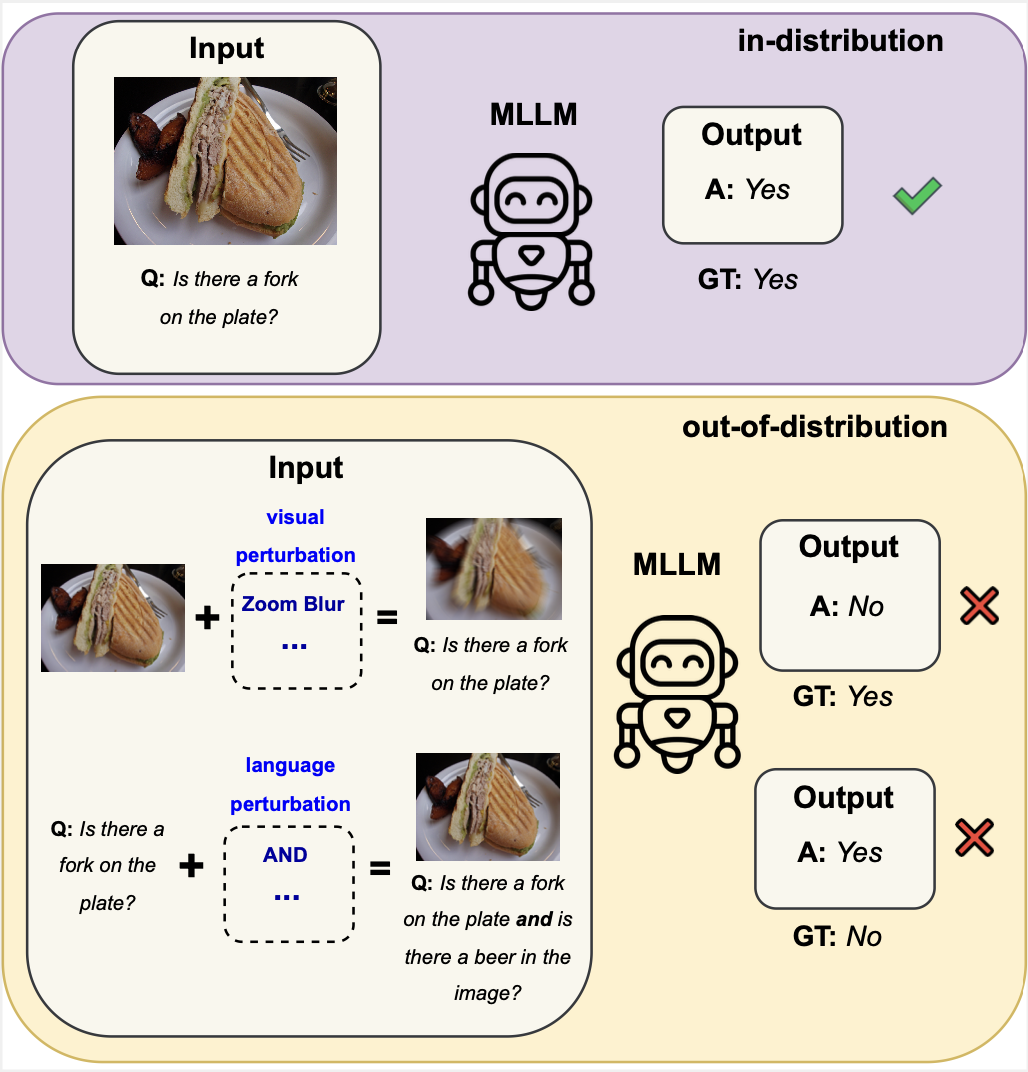 in-distribution
Input
Q: Is there a fork
on the plate?
MLLM
Output
A: Yes
GT: Yes
out-of-distribution
Input
visual
perturbation
Zoom Blur
...
+
=
Q: Is there a fork
on the plate?
language
perturbation
Q: Is there a
fork on the
plate?
+
AND
...
=
Q: Is there a fork
on the plate and is
there a beer in the
image?
MLLM
Output
A: No
GT: Yes
Output
A: Yes
GT: No